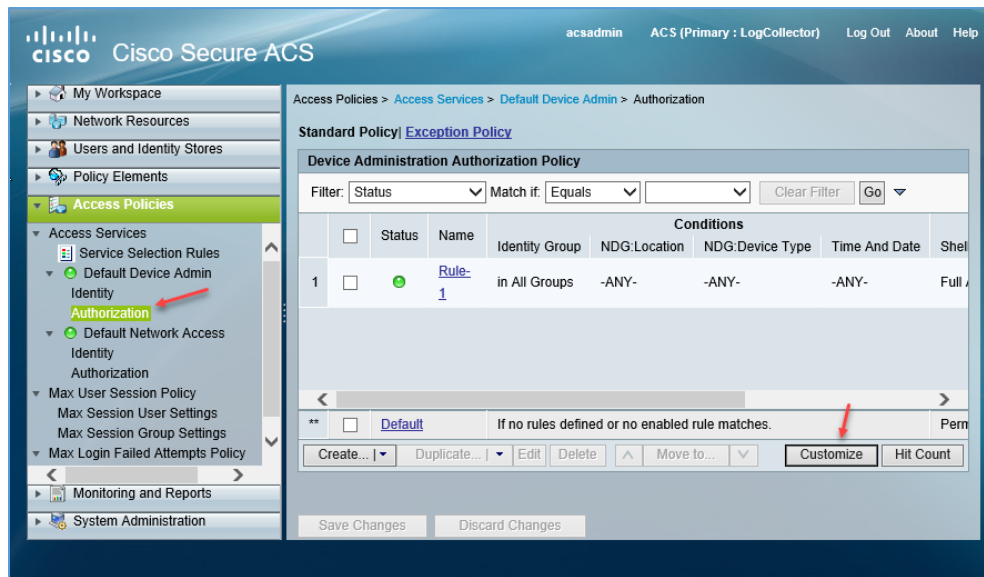 acsadmin ACS (Primary : LogCollector) Log Out About Help
CISCO Cisco Secure ACS
My Workspace
Network Resources
Users and Identity Stores
Policy Elements
Access Policies
Access Services
Service Selection Rules
Default Device Admin
Identity
Authorization
Default Network Access
Identity
Authorization
Max User Session Policy
Max Session User Settings
Max Session Group Settings
Max Login Failed Attempts Policy
Monitoring and Reports
System Administration
Access Policies > Access Services > Default Device Admin > Authorization
Standard Policy| Exception Policy
Device Administration Authorization Policy
Filter: Status Match if: Equals Clear Filter Go
Conditions
Status Name Identity Group NDG:Location NDG:Device Type Time And Date Shel
1 Rule-1 in All Groups -ANY- -ANY- -ANY- Full
** Default If no rules defined or no enabled rule matches. Perm
Create... | Duplicate... | Edit Delete Move to... Customize Hit Count
Save Changes Discard Changes